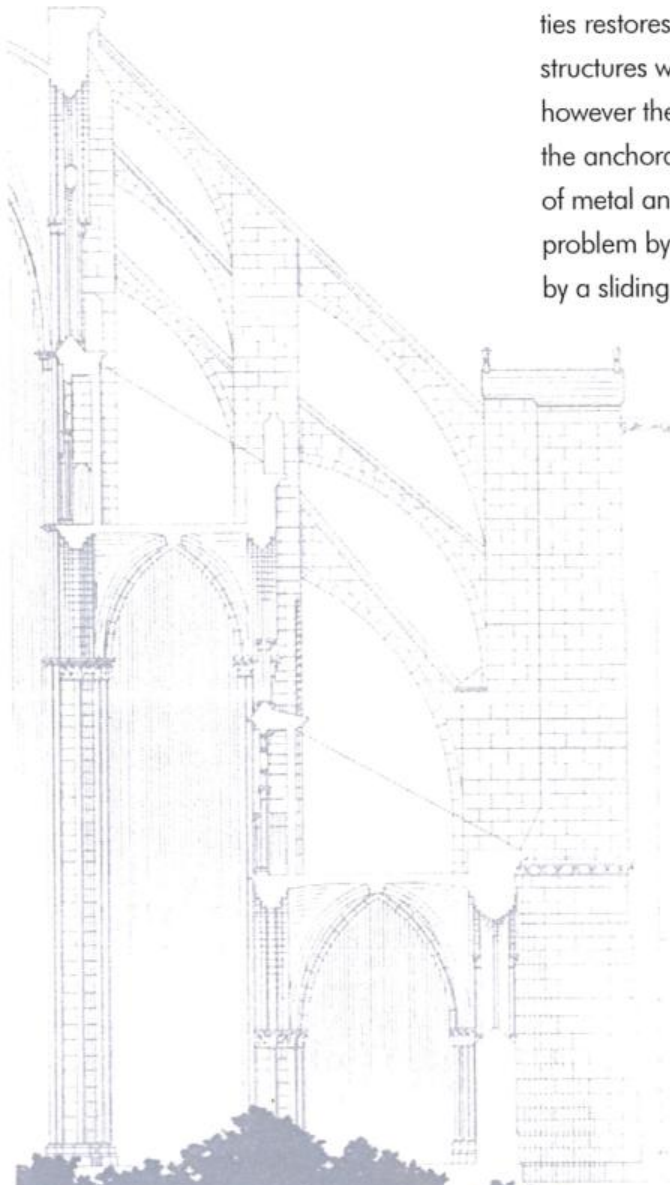 ties restores
structures w
however the
the anchora
of metal an
problem by
by a sliding